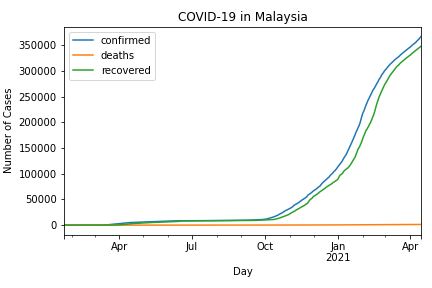 COVID-19 in Malaysia
confirmed
deaths
recovered
Number of Cases
350000
300000
250000
200000
150000
100000
50000
0
Apr Jul Oct Jan Apr
2021
Day